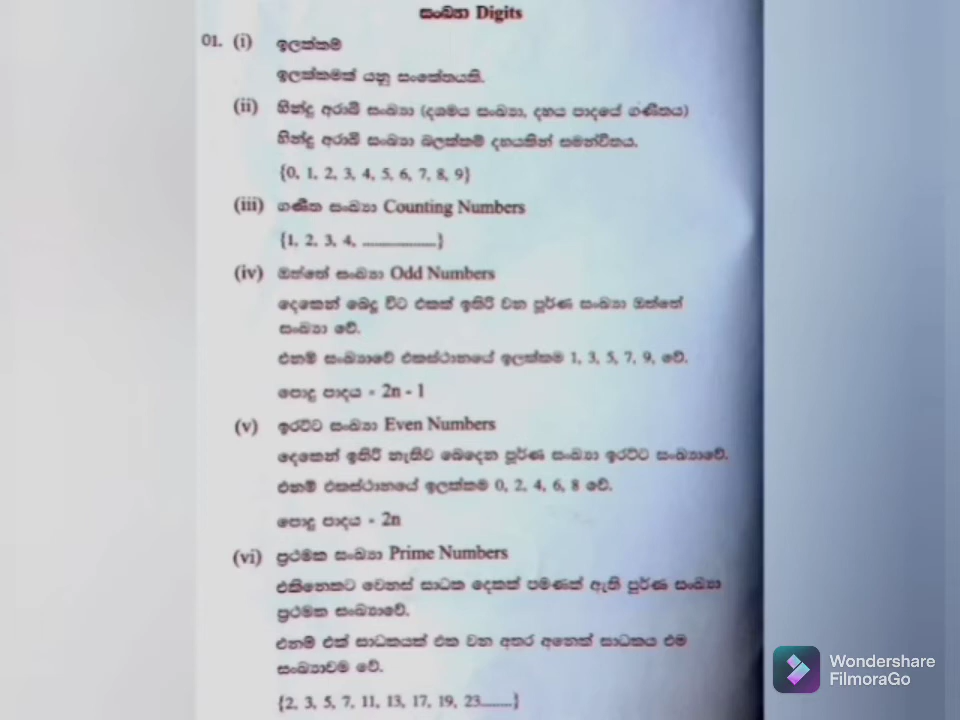 සංඛ්‍යා Digits
01. (i) ඉලක්කම්
ඉලක්කමක් යනු සංකේතයකි.
(ii) හින්දු අරාබි සංඛ්‍යා (දශමය සංඛ්‍යා, දහය පාදයේ ගණිතය)
හින්දු අරාබි සංඛ්‍යා ඉලක්කම් දහයකින් සමන්විතය.
{0, 1, 2, 3, 4, 5, 6, 7, 8, 9}
(iii) ගණිත සංඛ්‍යා Counting Numbers
{1, 2, 3, 4, ....................}
(iv) ඔත්තේ සංඛ්‍යා Odd Numbers
දෙකෙන් බෙදූ විට එකක් ඉතිරි වන පූර්ණ සංඛ්‍යා ඔත්තේ
සංඛ්‍යා වේ.
එනම් සංඛ්‍යාවේ එකස්ථානයේ ඉලක්කම 1, 3, 5, 7, 9, වේ.
පොදු පාදය - 2n - 1
(v) ඉරට්ට සංඛ්‍යා Even Numbers
දෙකෙන් ඉතිරි නැතිව බෙදෙන පූර්ණ සංඛ්‍යා ඉරට්ට සංඛ්‍යාවේ.
එනම් එකස්ථානයේ ඉලක්කම 0, 2, 4, 6, 8 වේ.
පොදු පාදය - 2n
(vi) ප්‍රථමක සංඛ්‍යා Prime Numbers
එකිනෙකට වෙනස් සාධක දෙකක් පමණක් ඇති පූර්ණ සංඛ්‍යා
ප්‍රථමක සංඛ්‍යාවේ.
එනම් එක් සාධකයක් එක වන අතර අනෙක් සාධකය එම
සංඛ්‍යාවම වේ.
{2, 3, 5, 7, 11, 13, 17, 19, 23........}
Wondershare
FilmoraGo